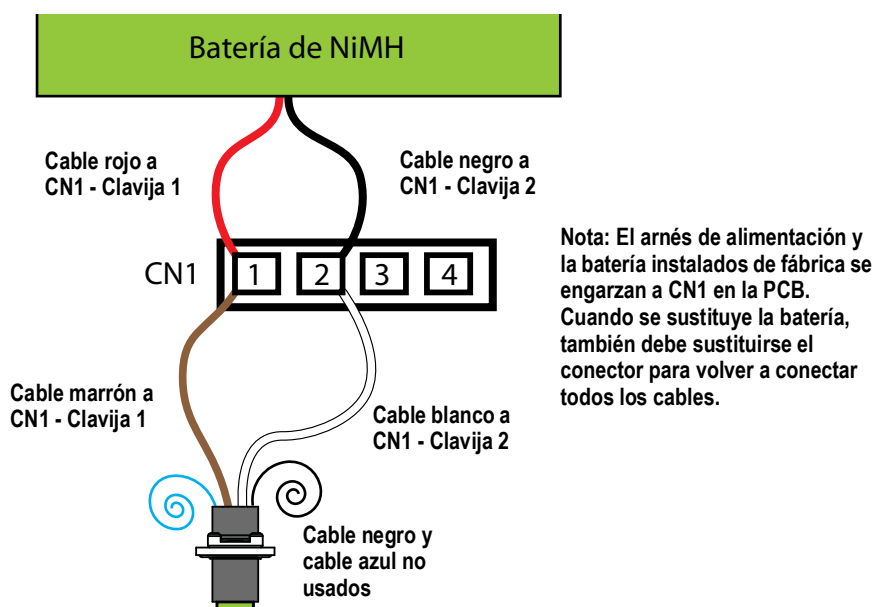 Batería de NiMH
Cable rojo a
CN1 - Clavija 1
Cable negro a
CN1 - Clavija 2
CN1
1
2
3
4
Nota: El arnés de alimentación y
la batería instalados de fábrica se
engarzan a CN1 en la PCB.
Cuando se sustituye la batería,
también debe sustituirse el
conector para volver a conectar
todos los cables.
Cable marrón a
CN1 - Clavija 1
Cable blanco a
CN1 - Clavija 2
Cable negro y
cable azul no
usados